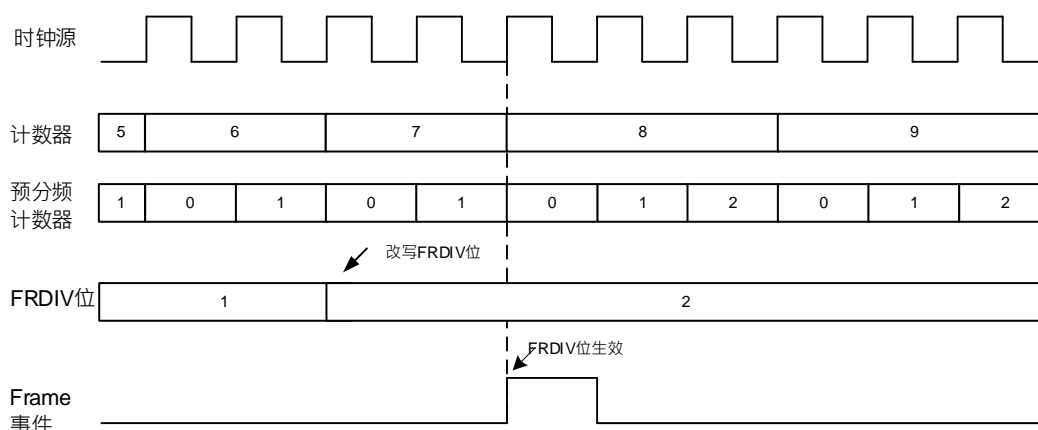 时钟源
计数器 5 6 7 8 9
预分频
计数器 1 0 1 0 1 0 1 2 0 1 2
改写FRDIV位
FRDIV位 1 2
FRDIV位生效
Frame
事件